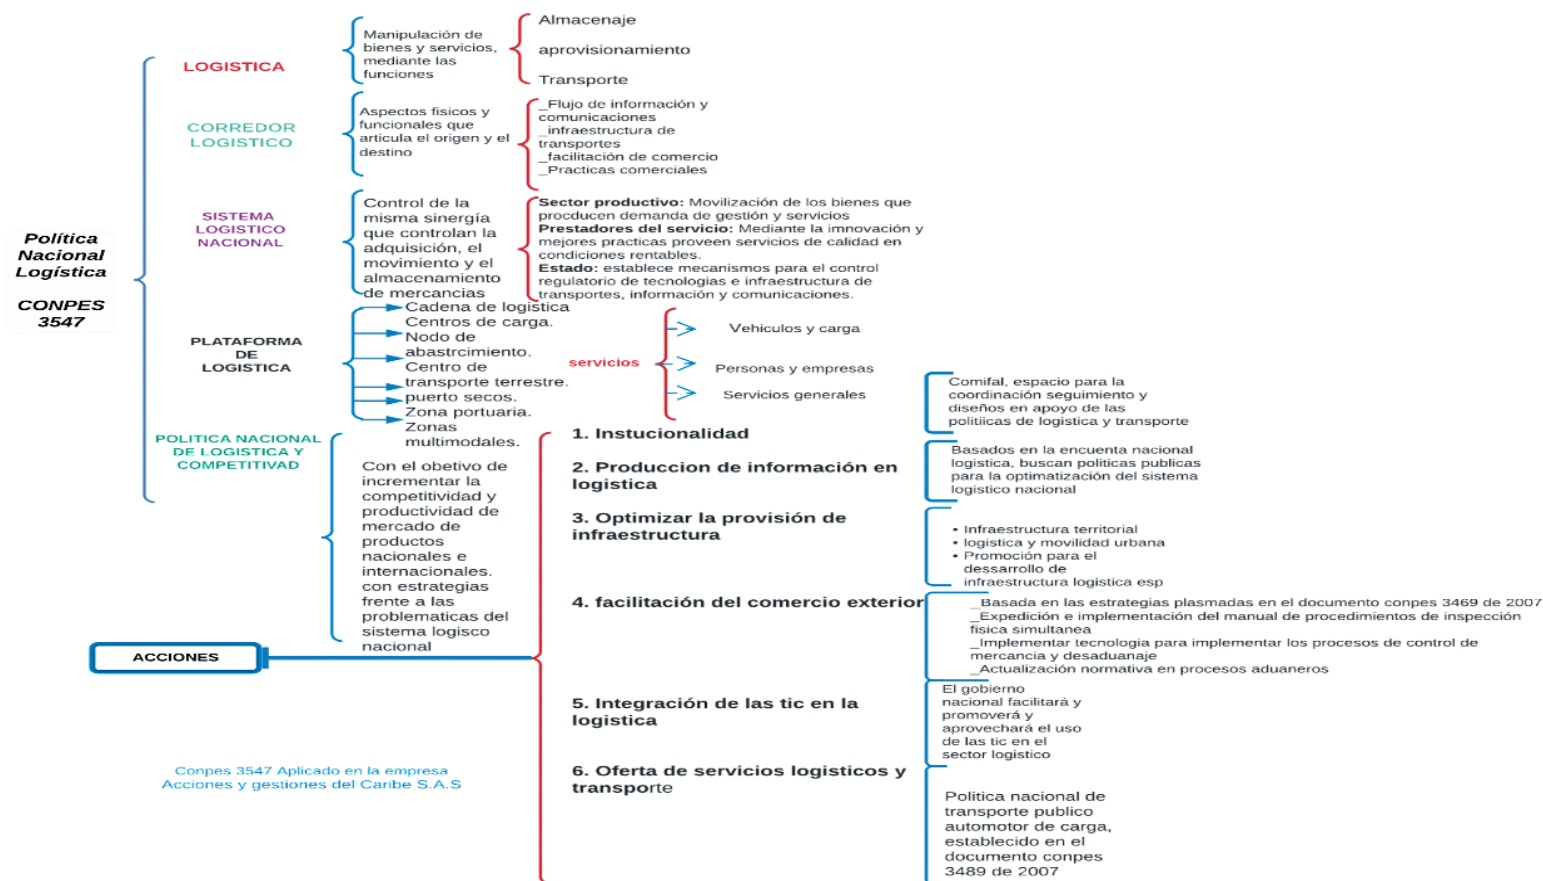 Política
Nacional
Logística
CONPES
3547
LOGISTICA
Manipulación de
bienes y servicios,
mediante las
funciones
Almacenaje
aprovisionamiento
Transporte
CORREDOR
LOGISTICO
Aspectos fisicos y
funcionales que
articula el origen y el
destino
_Flujo de información y
comunicaciones
_infraestructura de
transportes
_facilitación de comercio
_Practicas comerciales
SISTEMA
LOGISTICO
NACIONAL
Control de la
misma sinergía
que controlan la
adquisición, el
movimiento y el
almacenamiento
de mercancias
Sector productivo: Movilización de los bienes que
procducen demanda de gestión y servicios
Prestadores del servicio: Mediante la imnovación y
mejores practicas proveen servicios de calidad en
condiciones rentables.
Estado: establece mecanismos para el control
regulatorio de tecnologias e infraestructura de
transportes, información y comunicaciones.
PLATAFORMA
DE
LOGISTICA
Cadena de logistica
Centros de carga.
Nodo de
abastrcimiento.
Centro de
transporte terrestre.
puerto secos.
Zona portuaria.
Zonas
multimodales.
servicios
Vehiculos y carga
Personas y empresas
Servicios generales
POLITICA NACIONAL
DE LOGISTICA Y
COMPETITIVAD
Con el obetivo de
incrementar la
competitividad y
productividad de
mercado de
productos
nacionales e
internacionales.
con estrategias
frente a las
problematicas del
sistema logisco
nacional
ACCIONES
1. Instucionalidad
Comifal, espacio para la
coordinación seguimiento y
diseños en apoyo de las
politiicas de logistica y transporte
2. Produccion de información en
logistica
Basados en la encuenta nacional
logistica, buscan politicas publicas
para la optimatización del sistema
logistico nacional
3. Optimizar la provisión de
infraestructura
• Infraestructura territorial
• logistica y movilidad urbana
• Promoción para el
dessarrollo de
infraestructura logistica esp
4. facilitación del comercio exterior
_Basada en las estrategias plasmadas en el documento conpes 3469 de 2007
_Expedición e implementación del manual de procedimientos de inspección
fisica simultanea
_Implementar tecnologia para implementar los procesos de control de
mercancia y desaduanaje
_Actualización normativa en procesos aduaneros
5. Integración de las tic en la
logistica
El gobierno
nacional facilitará y
promoverá y
aprovechará el uso
de las tic en el
sector logistico
6. Oferta de servicios logisticos y
transporte
Politica nacional de
transporte publico
automotor de carga,
establecido en el
documento conpes
3489 de 2007
Conpes 3547 Aplicado en la empresa
Acciones y gestiones del Caribe S.A.S